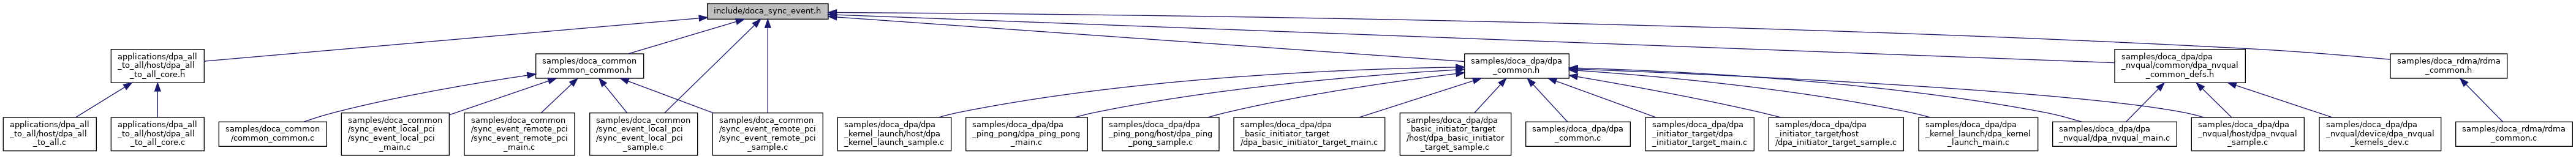 include/doca_sync_event.h
applications/dpa_all
_to_all/host/dpa_all
_to_all_core.h
samples/doca_common
/common_common.h
samples/doca_dpa/dpa
_common.h
samples/doca_dpa/dpa
_nvqual/common/dpa_nvqual
_common_defs.h
samples/doca_rdma/rdma
_common.h
applications/dpa_all
_to_all/host/dpa_all
_to_all.c
applications/dpa_all
_to_all/host/dpa_all
_to_all_core.c
samples/doca_common
/common_common.c
samples/doca_common
/sync_event_local_pci
/sync_event_local_pci
_main.c
samples/doca_common
/sync_event_remote_pci
/sync_event_remote_pci
_main.c
samples/doca_common
/sync_event_local_pci
/sync_event_local_pci
_sample.c
samples/doca_common
/sync_event_remote_pci
/sync_event_remote_pci
_sample.c
samples/doca_dpa/dpa
_kernel_launch/host/dpa
_kernel_launch_sample.c
samples/doca_dpa/dpa
_ping_pong/dpa_ping_pong
_main.c
samples/doca_dpa/dpa
_ping_pong/host/dpa_ping
_pong_sample.c
samples/doca_dpa/dpa
_basic_initiator_target
/dpa_basic_initiator_target_main.c
samples/doca_dpa/dpa
_basic_initiator_target
/host/dpa_basic_initiator
_target_sample.c
samples/doca_dpa/dpa
_common.c
samples/doca_dpa/dpa
_initiator_target/dpa
_initiator_target_main.c
samples/doca_dpa/dpa
_initiator_target/host
/dpa_initiator_target_sample.c
samples/doca_dpa/dpa
_kernel_launch/dpa_kernel
_launch_main.c
samples/doca_dpa/dpa
_nvqual/dpa_nvqual_main.c
samples/doca_dpa/dpa
_nvqual/host/dpa_nvqual
_sample.c
samples/doca_dpa/dpa
_nvqual/device/dpa_nvqual
_kernels_dev.c
samples/doca_rdma/rdma
_common.c